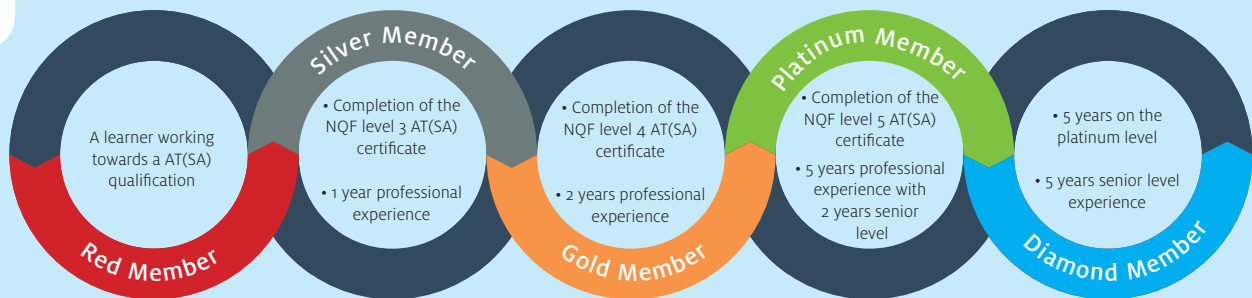 Red Member
A learner working
towards a AT(SA)
qualification
Silver Member
• Completion of the
NQF level 3 AT(SA)
certificate
• 1 year professional
experience
Gold Member
• Completion of the
NQF level 4 AT(SA)
certificate
• 2 years professional
experience
Platinum Member
• Completion of the
NQF level 5 AT(SA)
certificate
• 5 years professional
experience with
2 years senior
level
Diamond Member
• 5 years on the
platinum level
• 5 years senior level
experience